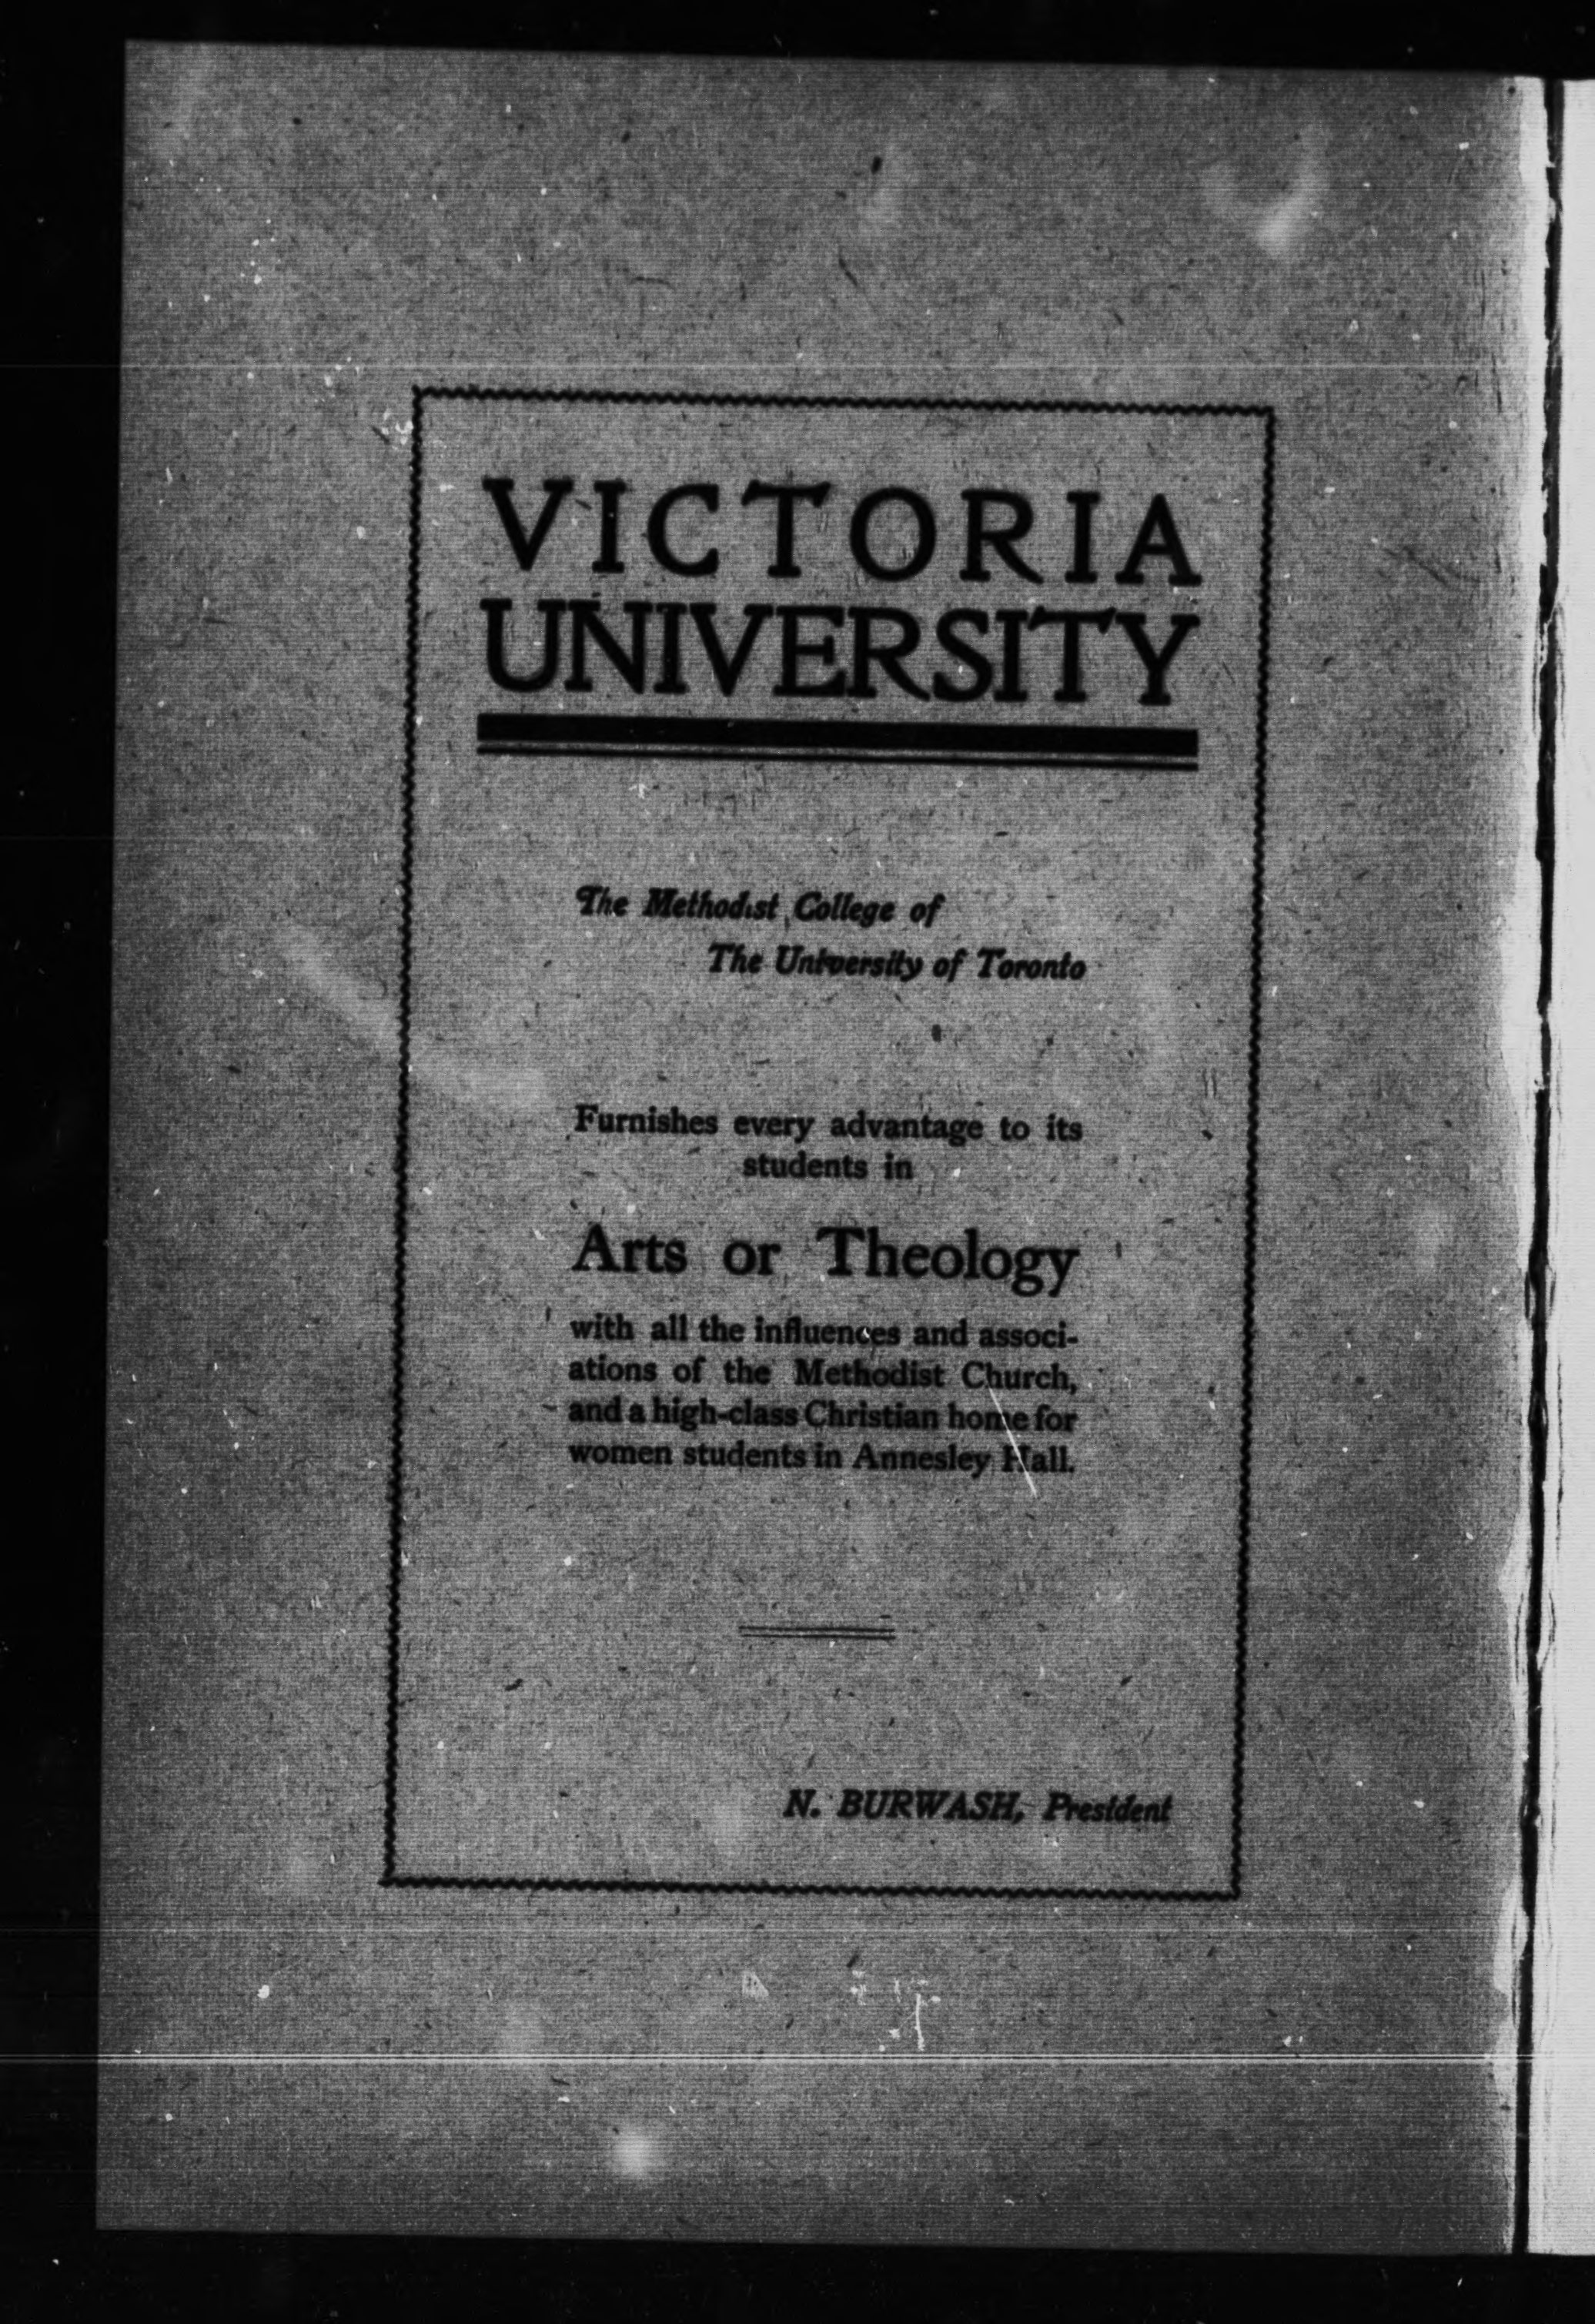 VICTORIA
UNIVERSITY
The Methodist College of
The University of Toronto
Furnishes every advantage to its
students in
Arts or Theology
with all the influences and associ-
ations of the Methodist Church,
and a high-class Christian home for
women students in Annesley Hall.
N. BURWASH, President